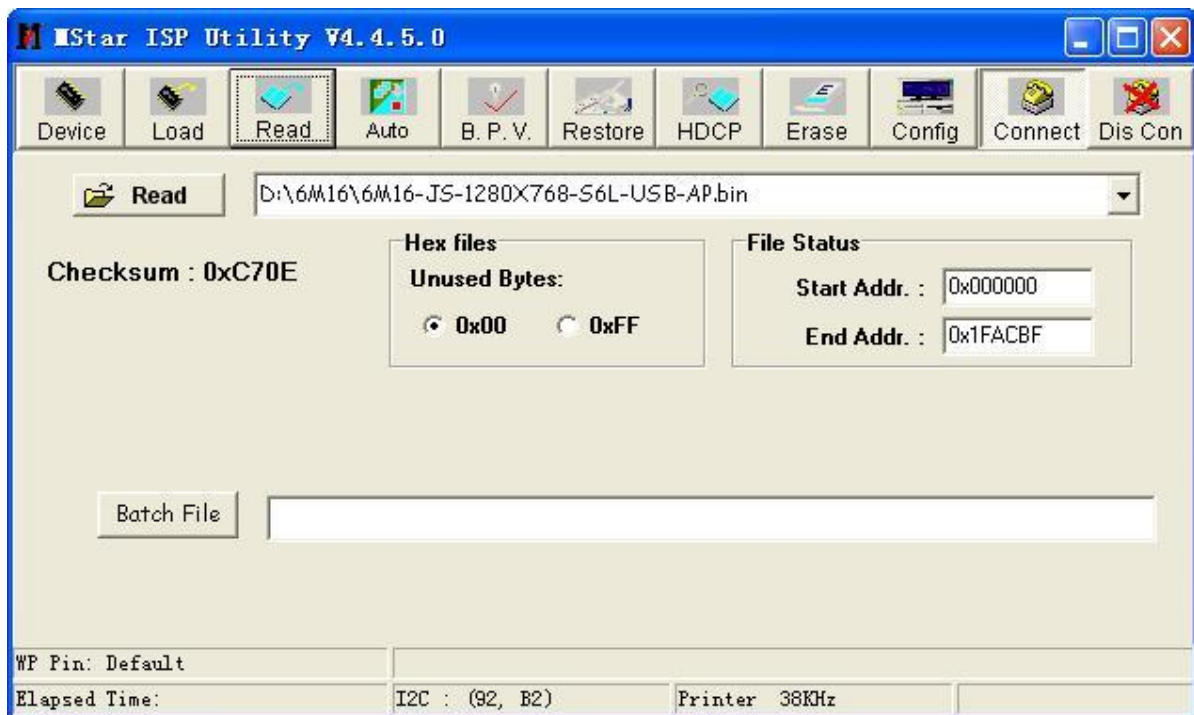 MStar ISP Utility V4.4.5.0
Device Load Read Auto B.P.V. Restore HDCP Erase Config Connect Dis Con
Read D:\6M16\6M16-JS-1280X768-S6L-USB-AP.bin
Checksum : 0xC70E
Hex files
Unused Bytes:
0x00 0xFF
File Status
Start Addr. : 0x000000
End Addr. : 0x1FACBF
Batch File
WP Pin: Default
Elapsed Time: I2C : (92, B2) Printer 38KHz